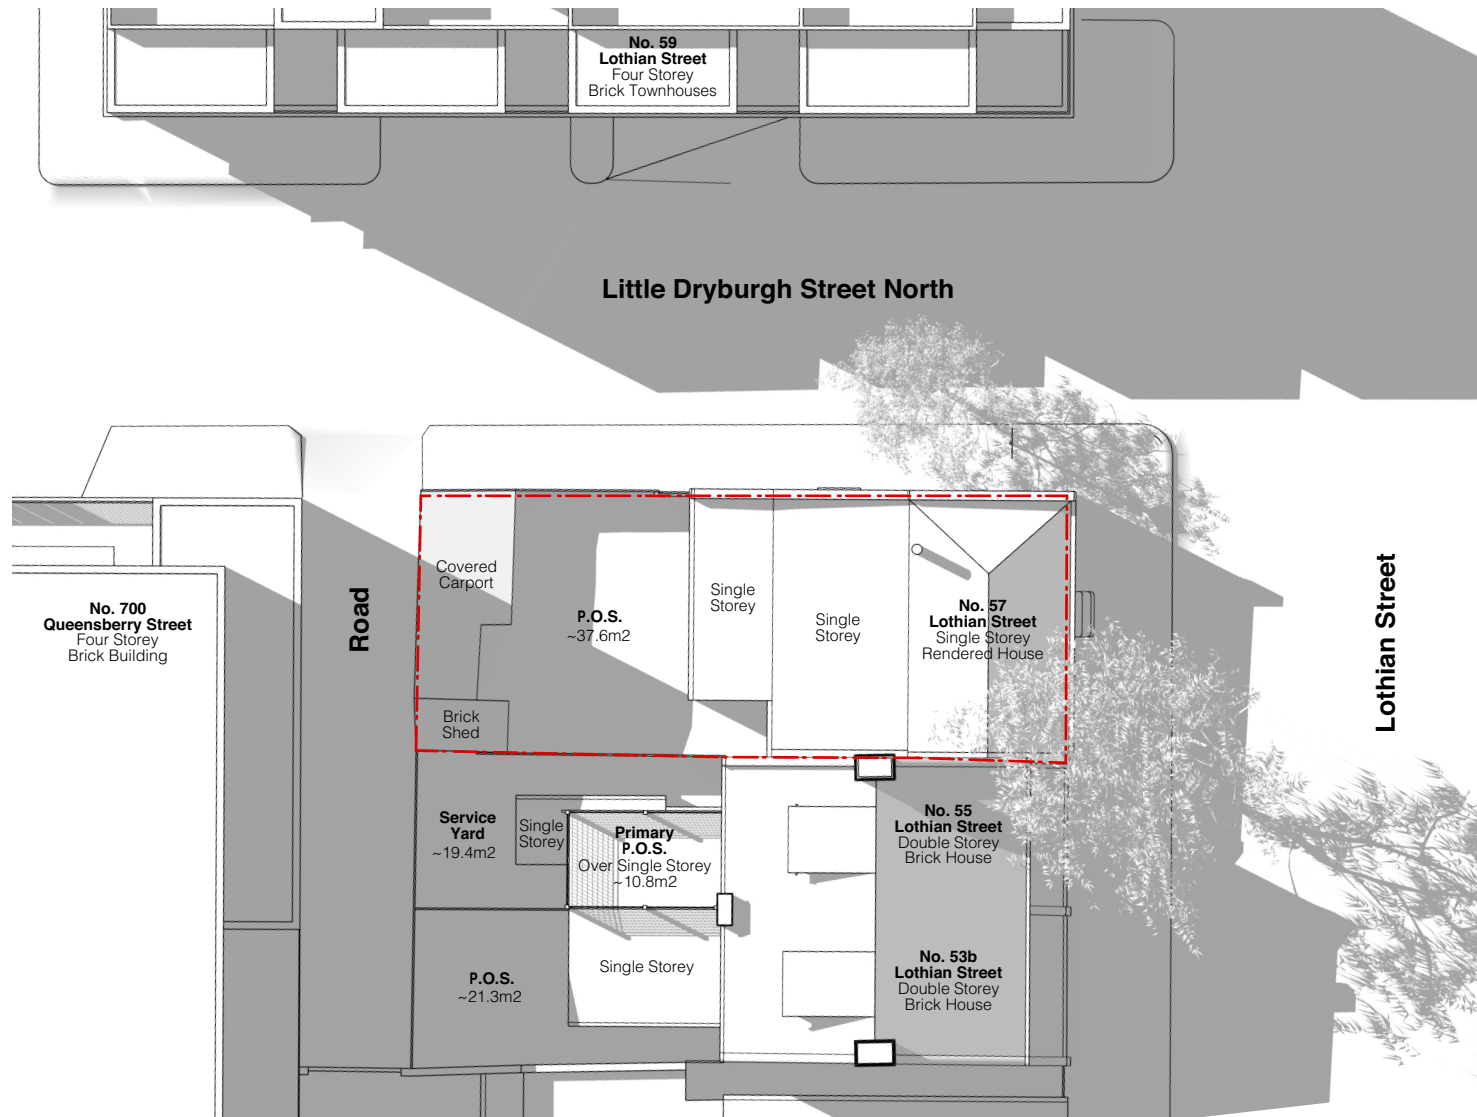 No. 59
Lothian Street
Four Storey
Brick Townhouses
Little Dryburgh Street North
Covered
Carport
P.O.S.
~37.6m2
Single
Storey
Single
Storey
No. 57
Lothian Street
Single Storey
Rendered House
No. 700
Queensberry Street
Four Storey
Brick Building
Road
Lothian Street
Brick
Shed
Service
Yard
~19.4m2
Single
Storey
Primary
P.O.S.
Over Single Storey
~10.8m2
No. 55
Lothian Street
Double Storey
Brick House
P.O.S.
~21.3m2
Single Storey
No. 53b
Lothian Street
Double Storey
Brick House